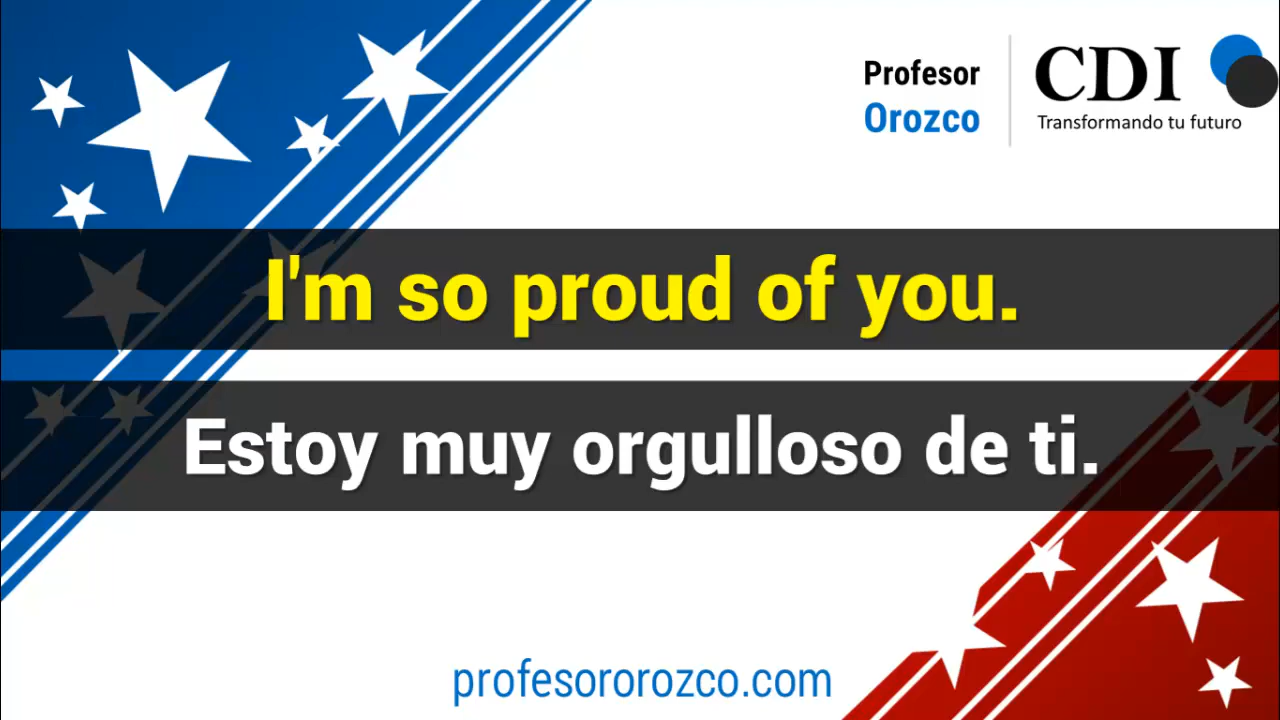 Profesor
Orozco
CDI
Transformando tu futuro
I'm so proud of you.
Estoy muy orgulloso de ti.
profesororozco.com